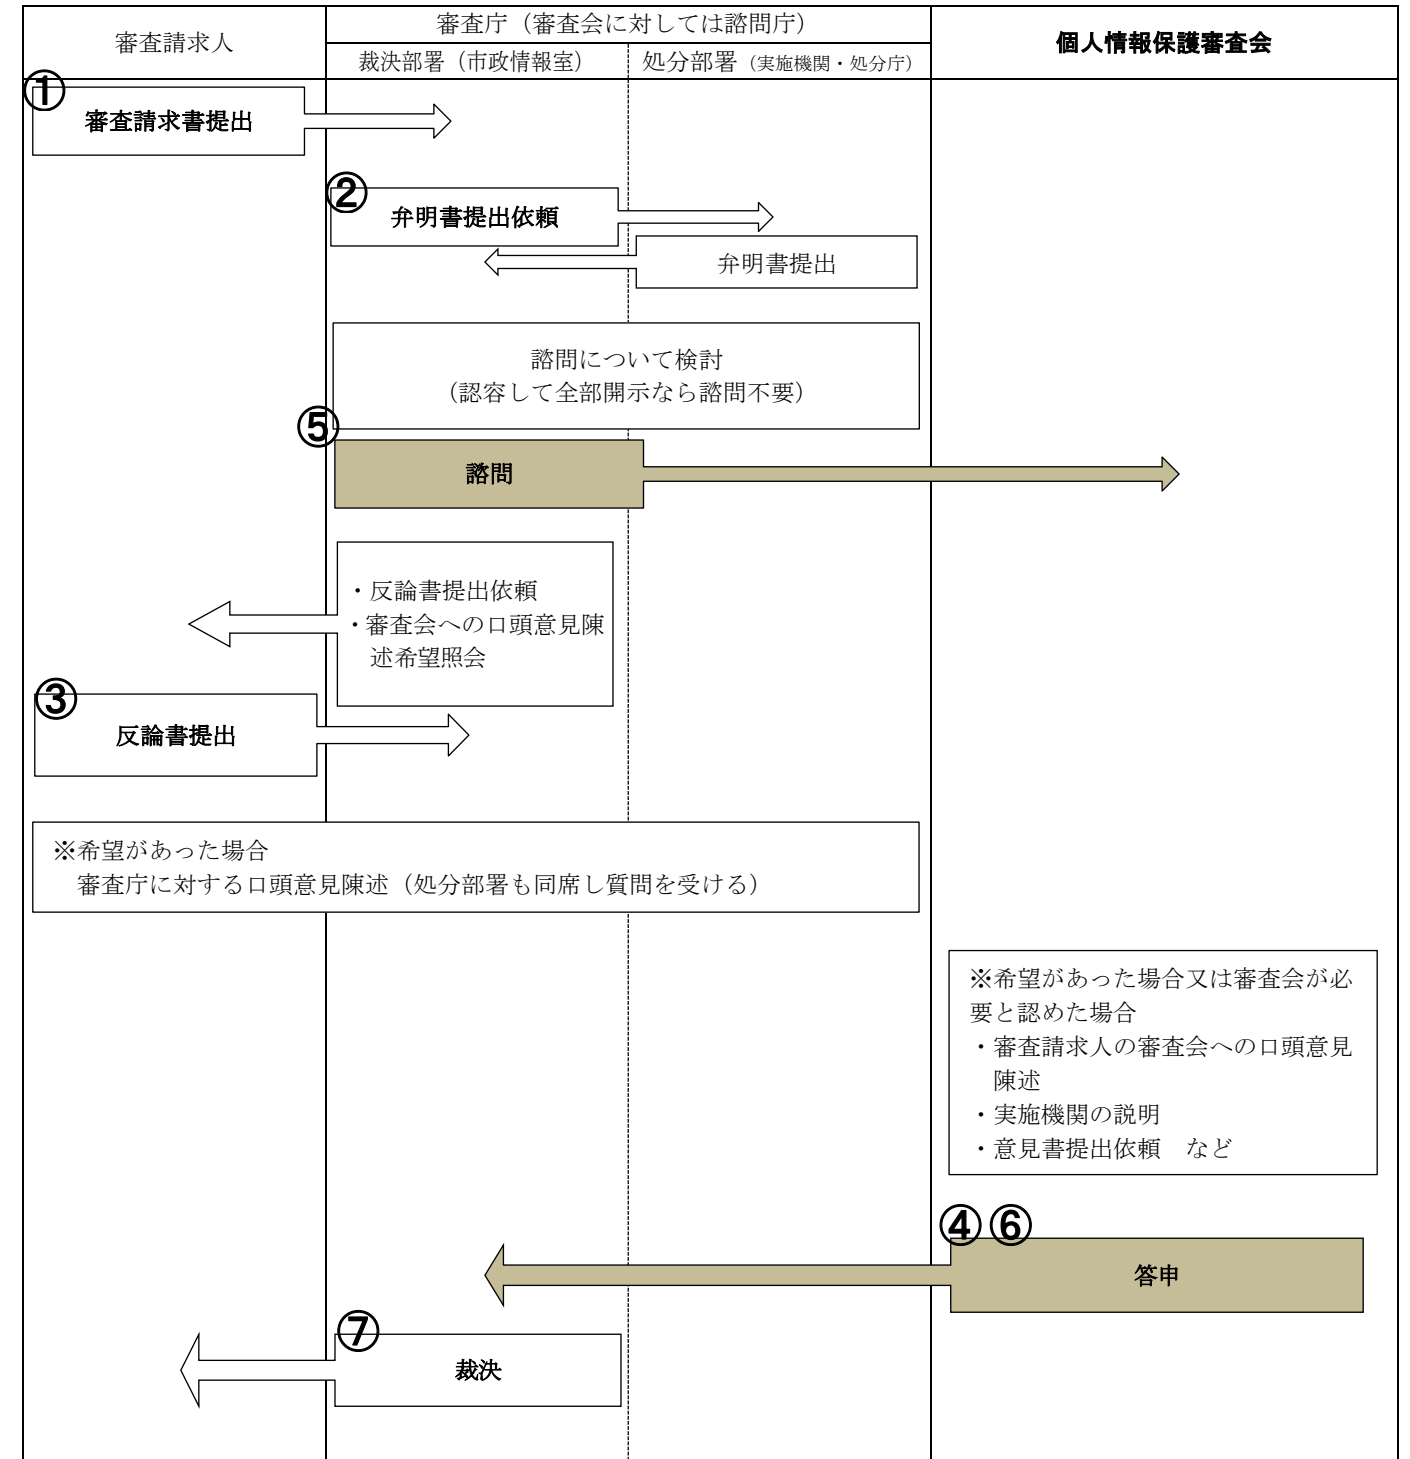 審査請求人
審査庁（審査会に対しては諮問庁）
個人情報保護審査会
裁決部署（市政情報室）
処分部署（実施機関・処分庁）
①
審査請求書提出
②
弁明書提出依頼
弁明書提出
諮問について検討
（認容して全部開示なら諮問不要）
⑤
諮問
・反論書提出依頼
・審査会への口頭意見陳
述希望照会
③
反論書提出
※希望があった場合
審査庁に対する口頭意見陳述（処分部署も同席し質問を受ける）
※希望があった場合又は審査会が必
要と認めた場合
・審査請求人の審査会への口頭意見
陳述
・実施機関の説明
・意見書提出依頼　など
④⑥
答申
⑦
裁決